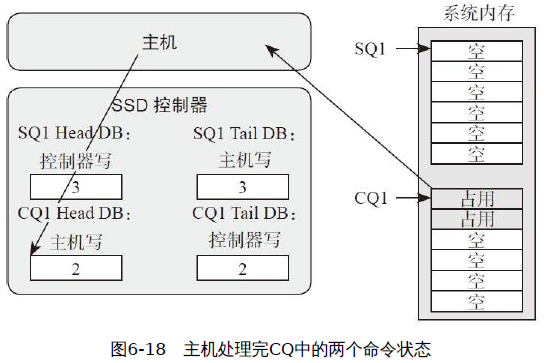 系统内存
主机
SQ1
空
空
空
空
空
空
SSD 控制器
SQ1 Head DB:
控制器写
3
SQ1 Tail DB:
主机写
3
CQ1 Head DB:
主机写
2
CQ1 Tail DB:
控制器写
2
CQ1
占用
占用
空
空
空
空
图6-18 主机处理完CQ中的两个命令状态